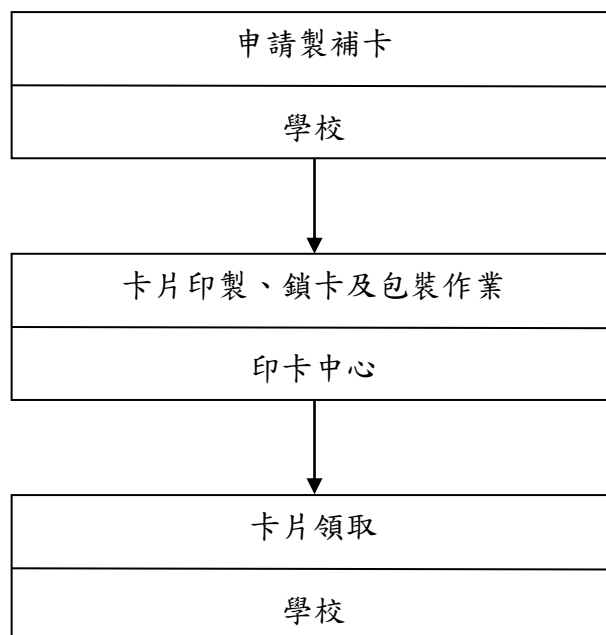 申請製補卡
學校
卡片印製、鎖卡及包裝作業
印卡中心
卡片領取
學校